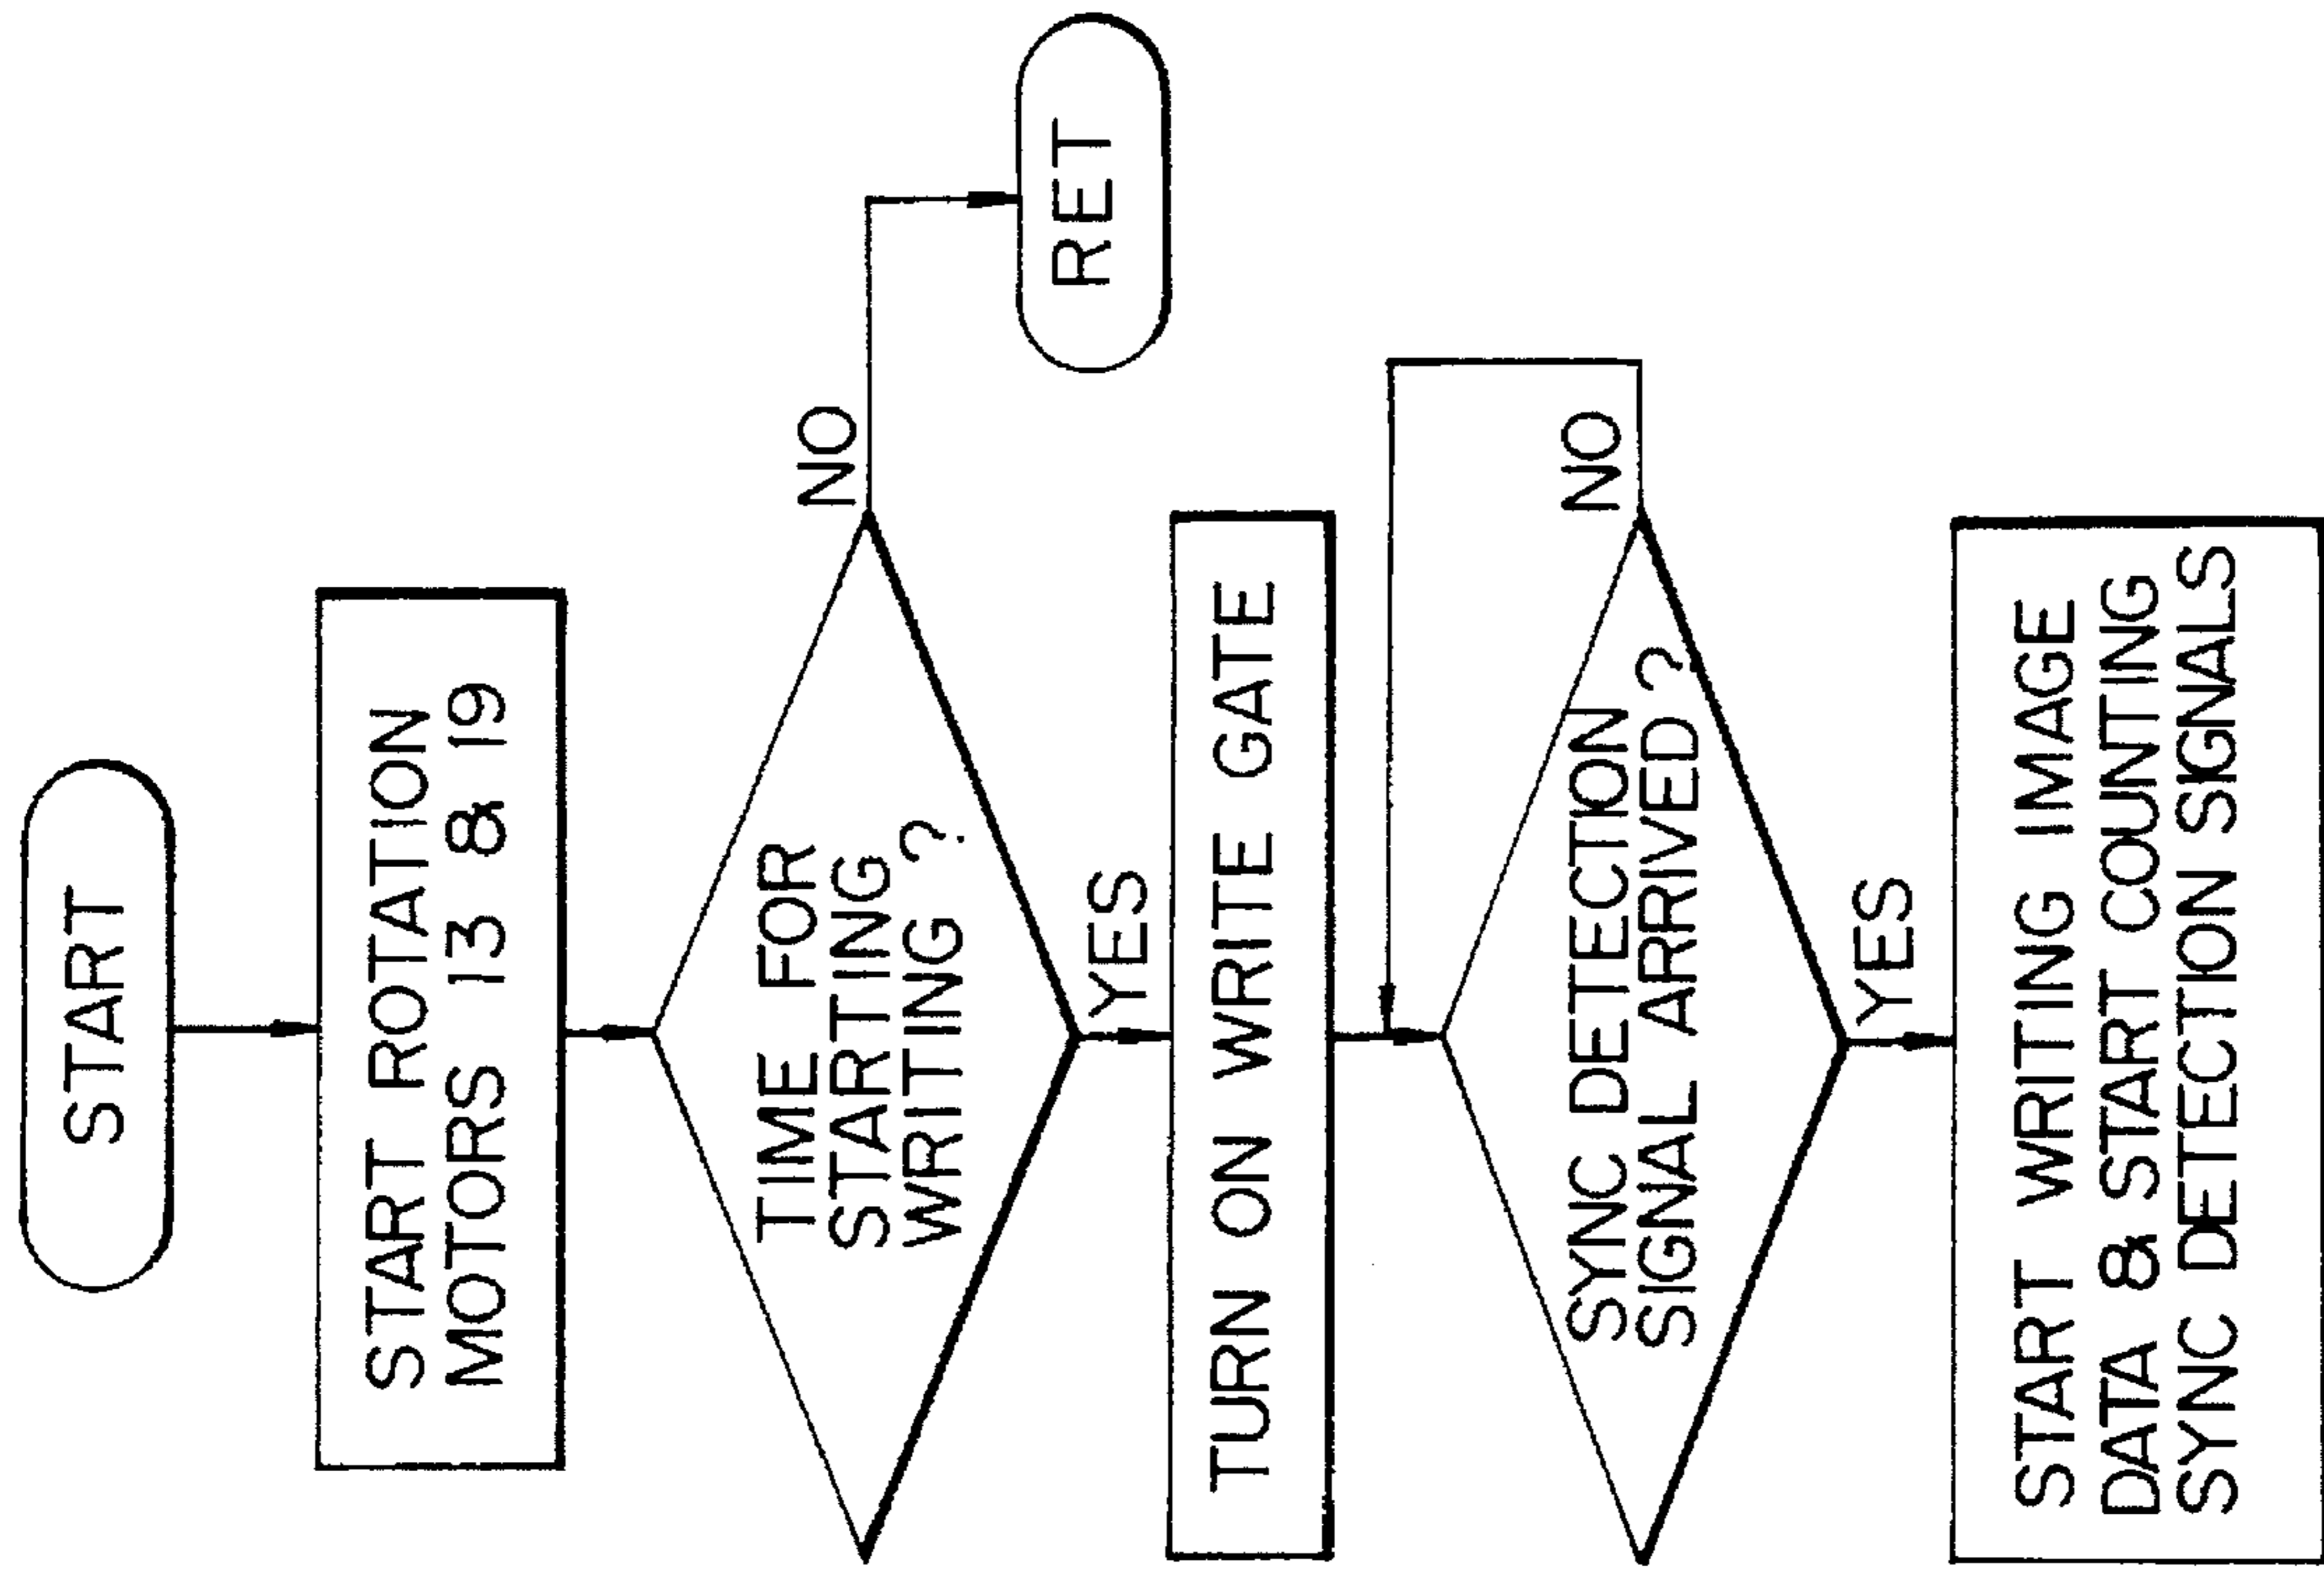 START
START ROTATION
MOTORS 13 & 19
TIME FOR
STARTING
WRITING ?
NO
RET
YES
TURN ON WRITE GATE
SYNC DETECTION
SIGNAL ARRIVED ?
NO
YES
START WRITING IMAGE
DATA & START COUNTING
SYNC DETECTION SIGNALS